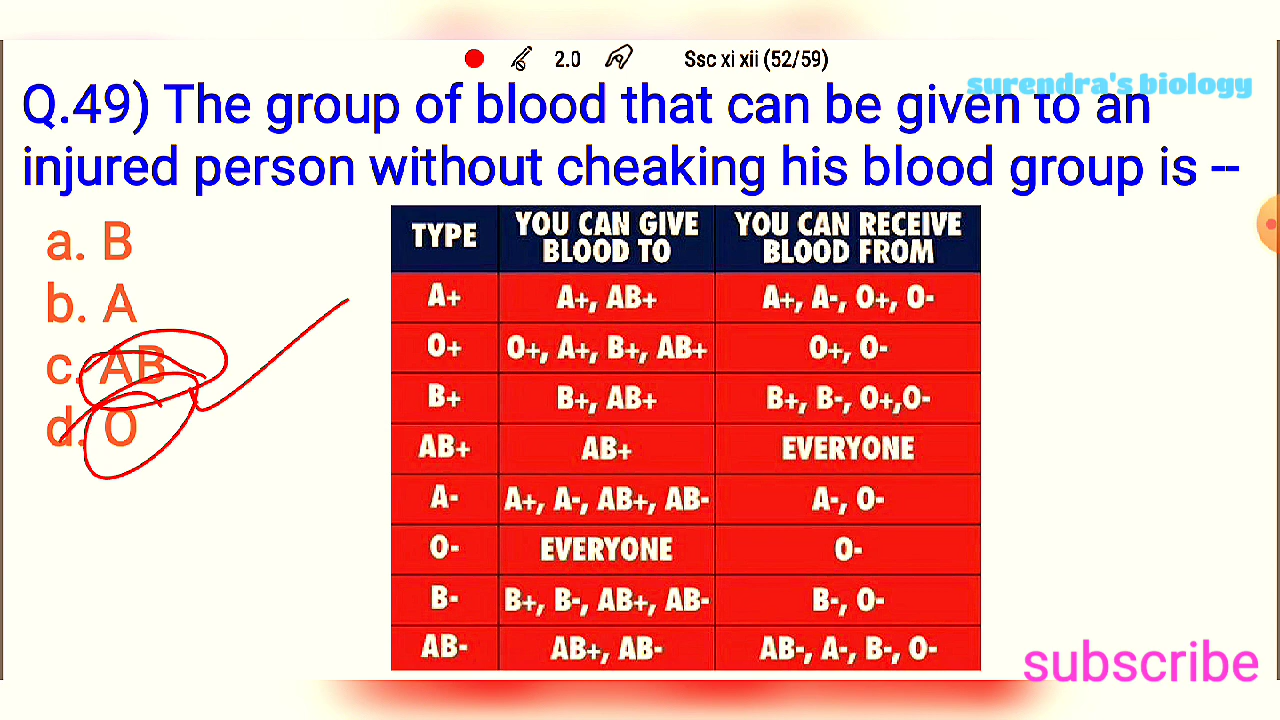 2.0 Ssc xi xii (52/59)
surendra's biology
Q.49) The group of blood that can be given to an
injured person without cheaking his blood group is --
a. B
b. A
c. AB
d. O
TYPE YOU CAN GIVE BLOOD TO YOU CAN RECEIVE BLOOD FROM
A+ A+, AB+ A+, A-, O+, O-
O+ O+, A+, B+, AB+ O+, O-
B+ B+, AB+ B+, B-, O+,O-
AB+ AB+ EVERYONE
A- A+, A-, AB+, AB- A-, O-
O- EVERYONE O-
B- B+, B-, AB+, AB- B-, O-
AB- AB+, AB- AB-, A-, B-, O-
subscribe